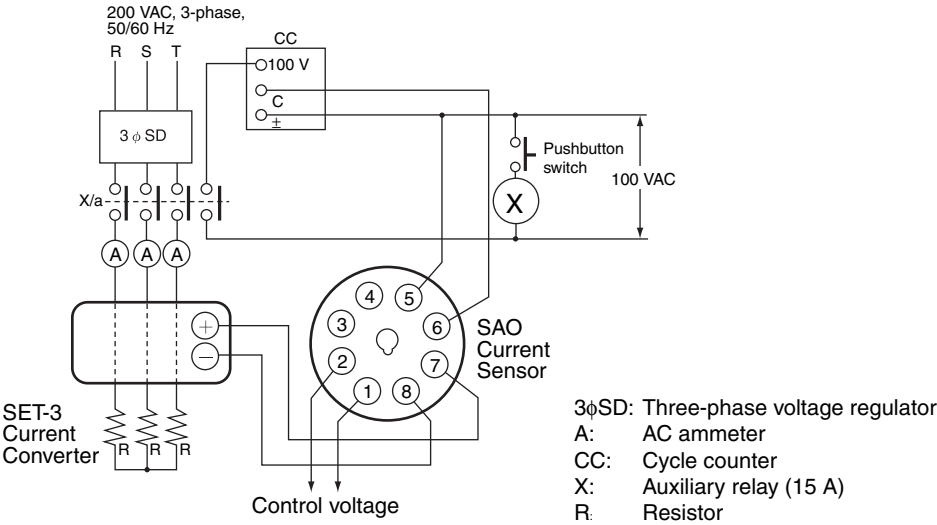 200 VAC, 3-phase,
50/60 Hz
R S T
CC
100 V
C
±
3 ϕ SD
Pushbutton
switch
100 VAC
X/a
X
A A A
+
−
4 5
3 6
2 7
1 8
SAO
Current
Sensor
SET-3
Current
Converter
R R R
Control voltage
3ϕSD: Three-phase voltage regulator
A: AC ammeter
CC: Cycle counter
X: Auxiliary relay (15 A)
R: Resistor